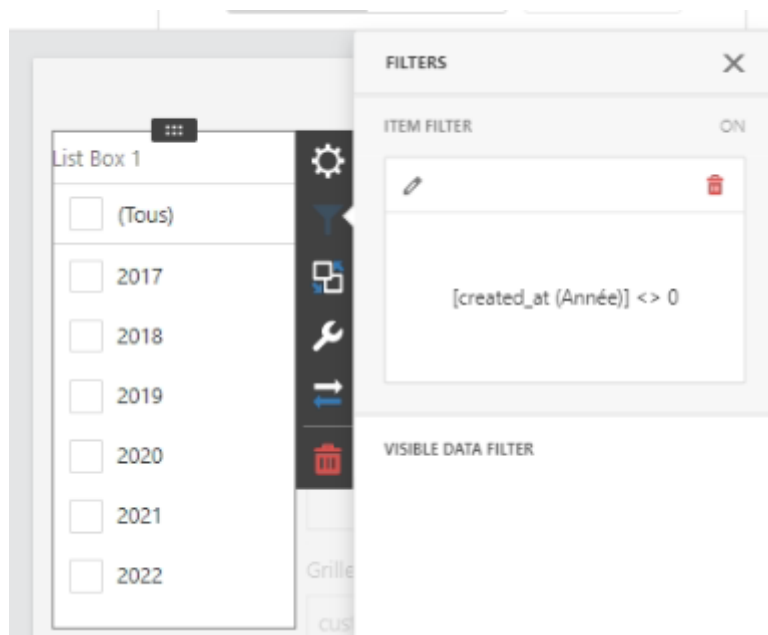 FILTERS
ITEM FILTER
ON
List Box 1
(Tous)
2017
2018
2019
2020
2021
2022
[created_at (Année)] <> 0
VISIBLE DATA FILTER
Grille
cus